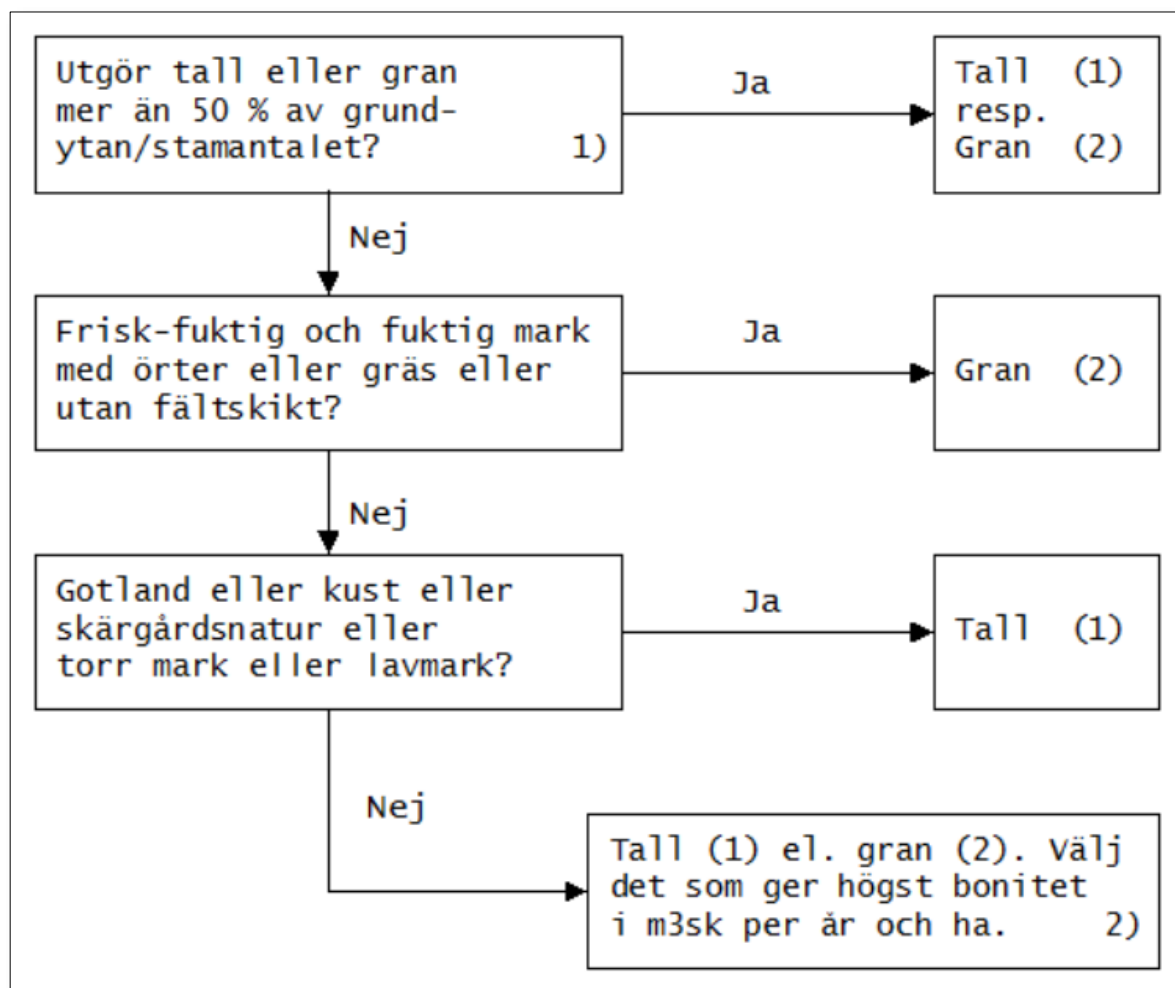 Utgör tall eller gran
mer än 50 % av grund-
ytan/stamantalet? 1)
Ja
Tall (1)
resp.
Gran (2)
Nej
Frisk-fuktig och fuktig mark
med örter eller gräs eller
utan fältskikt?
Ja
Gran (2)
Nej
Gotland eller kust eller
skärgårdsnatur eller
torr mark eller lavmark?
Ja
Tall (1)
Nej
Tall (1) el. gran (2). Välj
det som ger högst bonitet
i m3sk per år och ha. 2)